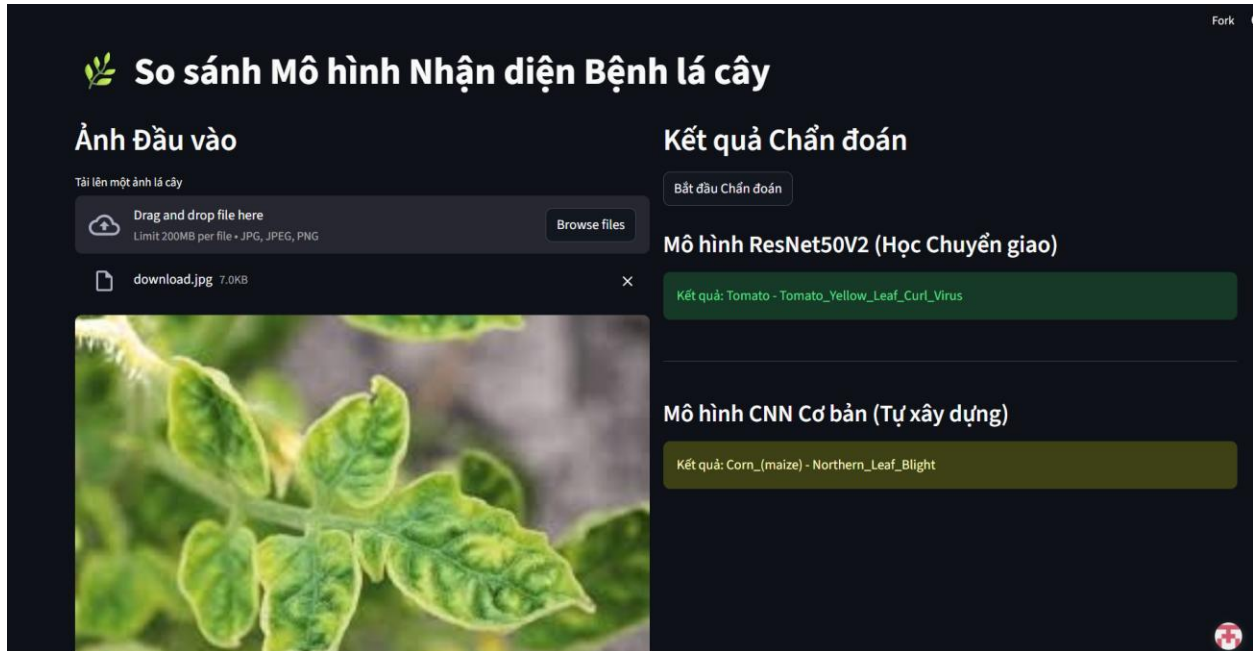 Fork
So sánh Mô hình Nhận diện Bệnh lá cây
Ảnh Đầu vào
Tải lên một ảnh lá cây
Drag and drop file here
Limit 200MB per file • JPG, JPEG, PNG
Browse files
download.jpg 7.0KB
Kết quả Chẩn đoán
Bắt đầu Chẩn đoán
Mô hình ResNet50V2 (Học Chuyển giao)
Kết quả: Tomato - Tomato_Yellow_Leaf_Curl_Virus
Mô hình CNN Cơ bản (Tự xây dựng)
Kết quả: Corn_(maize) - Northern_Leaf_Blight